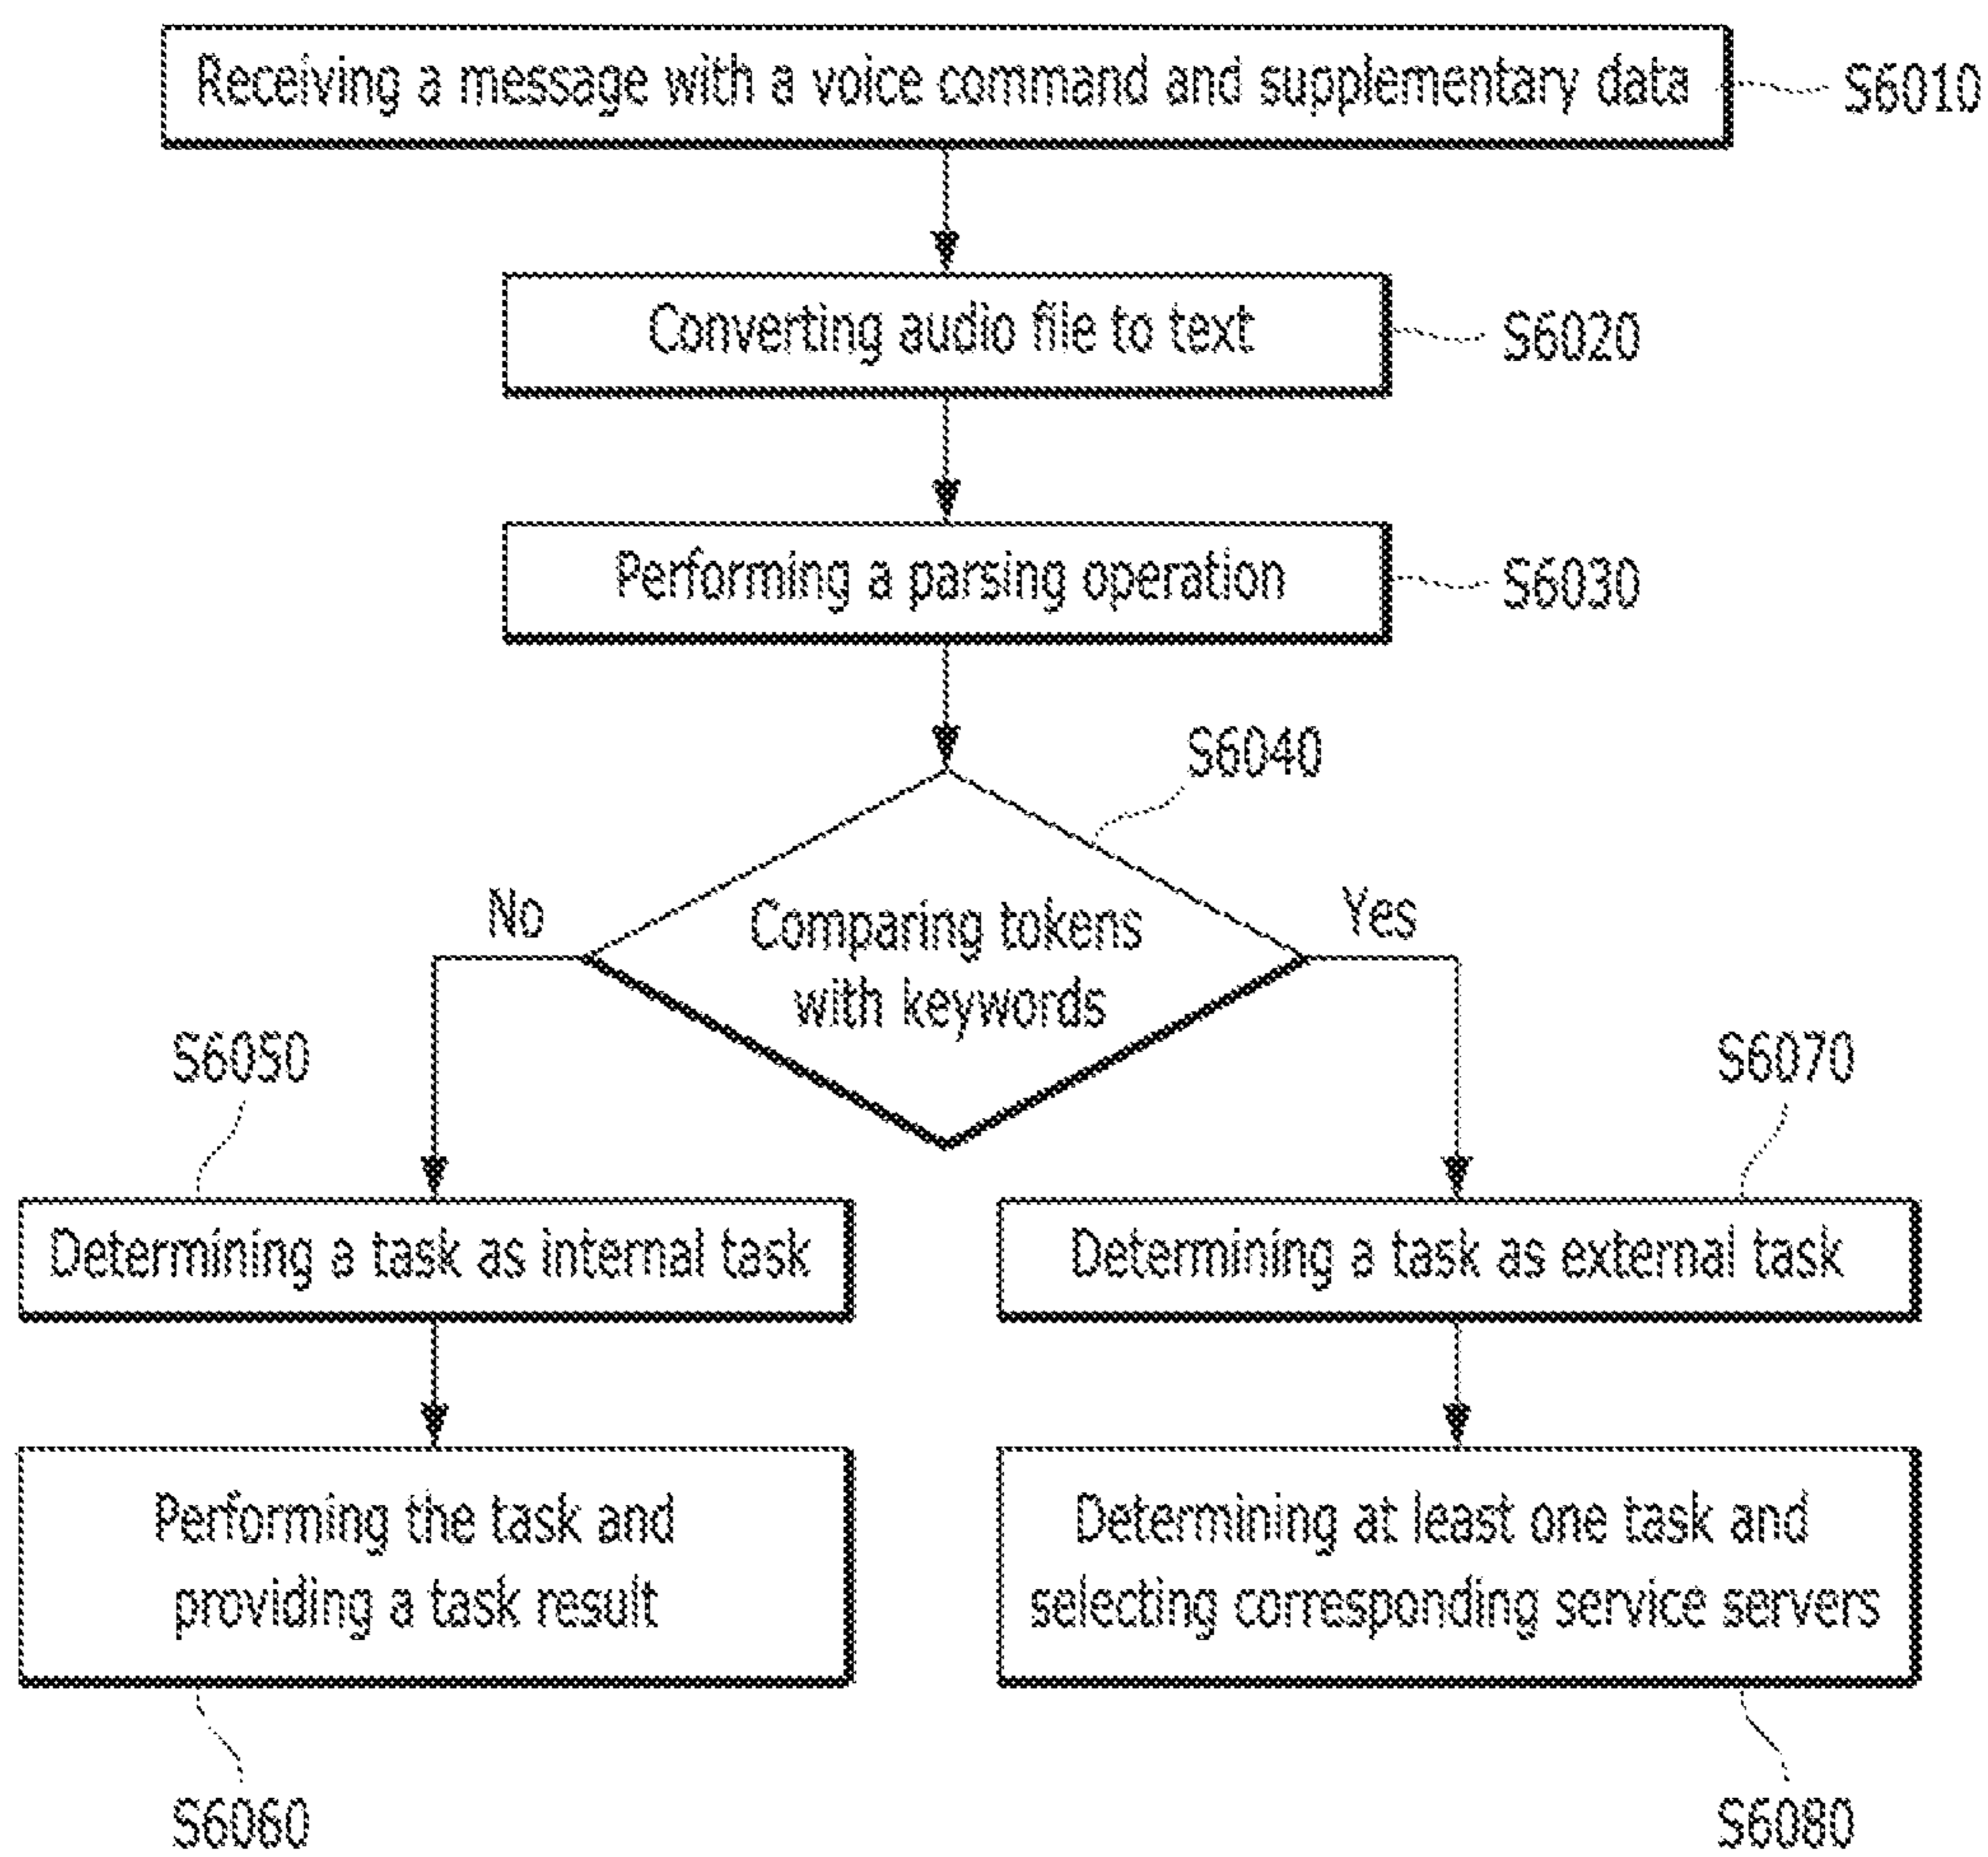 Receiving a message with a voice command and supplementary data
S6010
Converting audio file to text
S6020
Performing a parsing operation
S6030
S6040
No
Yes
Comparing tokens
with keywords
S6050
S6070
Determining a task as internal task
Determining a task as external task
Performing the task and
providing a task result
Determining at least one task and
selecting corresponding service servers
S6060
S6080